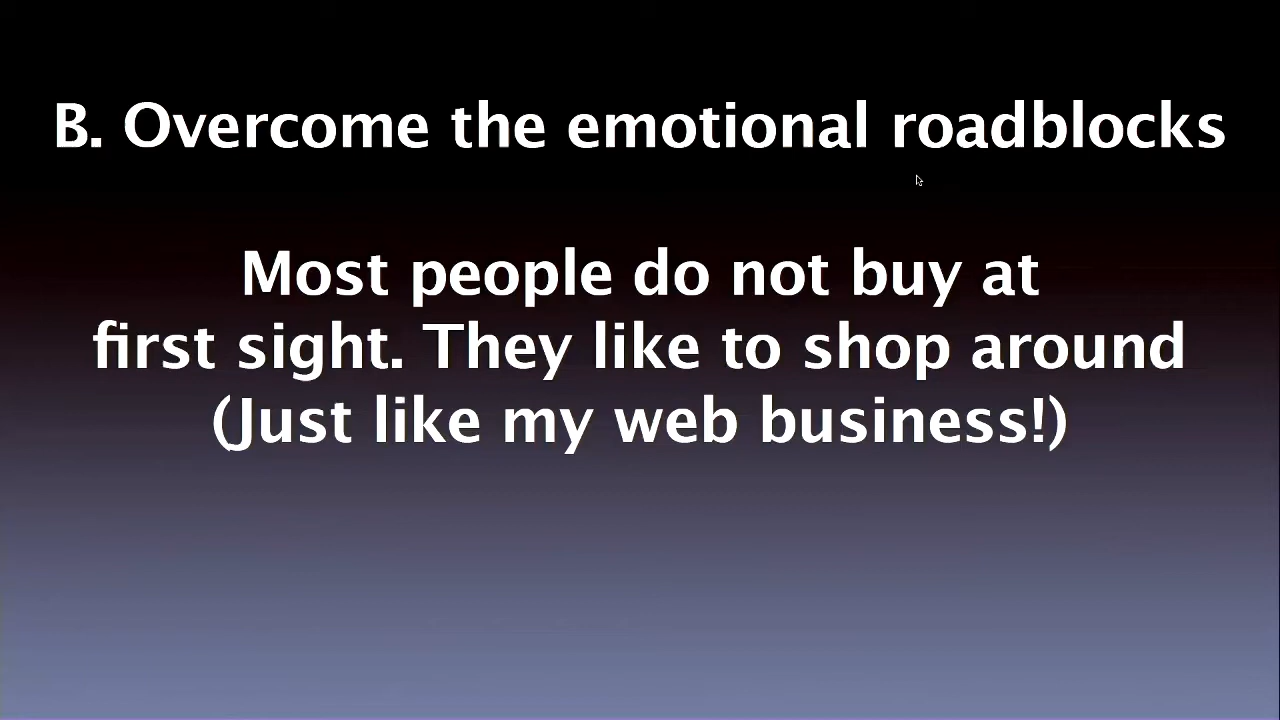 B. Overcome the emotional roadblocks
Most people do not buy at
first sight. They like to shop around
(Just like my web business!)